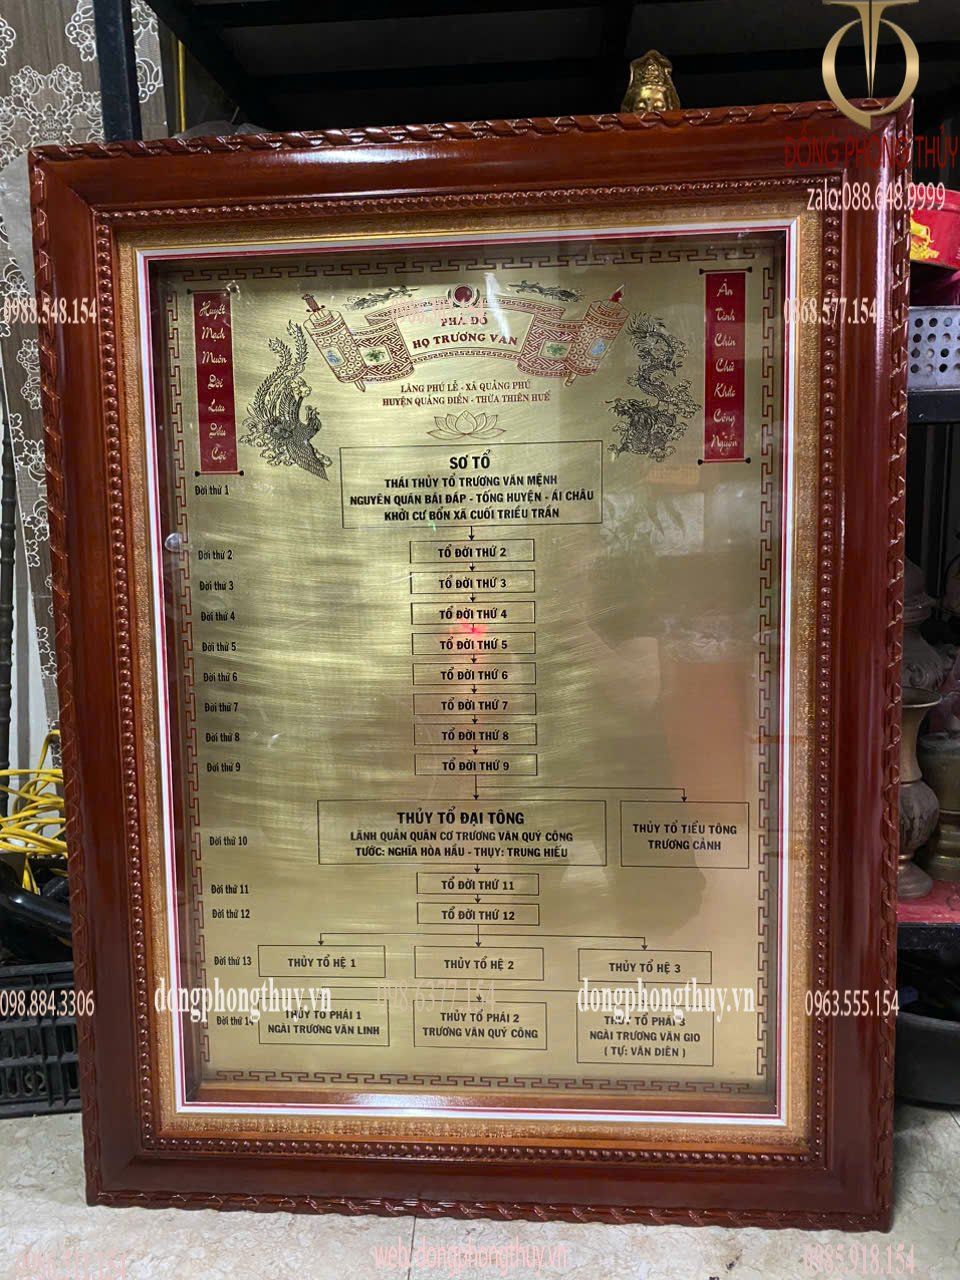 ĐỒNG PHONG THỦY
zalo:088.648.9999
0988.548.154
0868.577.154
Huyết
Mạch
Muôn
Đời
Lưu
Dấu
Cội
Ân
Tình
Chín
Chữ
Khắc
Công
Nguồn
PHẢ ĐỒ
HỌ TRƯƠNG VĂN
LÀNG PHÚ LỄ - XÃ QUẢNG PHÚ
HUYỆN QUẢNG ĐIỀN - THỪA THIÊN HUẾ
Đời thứ 1
SƠ TỔ
THÁI THỦY TỔ TRƯƠNG VĂN MỆNH
NGUYÊN QUÁN BÁI ĐÁP - TỐNG HUYỆN - ÁI CHÂU
KHỞI CƯ BỔN XÃ CUỐI TRIỀU TRẦN
Đời thứ 2
TỔ ĐỜI THỨ 2
Đời thứ 3
TỔ ĐỜI THỨ 3
Đời thứ 4
TỔ ĐỜI THỨ 4
Đời thứ 5
TỔ ĐỜI THỨ 5
Đời thứ 6
TỔ ĐỜI THỨ 6
Đời thứ 7
TỔ ĐỜI THỨ 7
Đời thứ 8
TỔ ĐỜI THỨ 8
Đời thứ 9
TỔ ĐỜI THỨ 9
Đời thứ 10
THỦY TỔ ĐẠI TÔNG
LÃNH QUẢN QUÂN CƠ TRƯƠNG VĂN QUÝ CÔNG
TƯỚC: NGHĨA HÒA HẦU - THỤY: TRUNG HIẾU
THỦY TỔ TIỂU TÔNG
TRƯƠNG CẢNH
Đời thứ 11
TỔ ĐỜI THỨ 11
Đời thứ 12
TỔ ĐỜI THỨ 12
Đời thứ 13
THỦY TỔ HỆ 1
THỦY TỔ HỆ 2
THỦY TỔ HỆ 3
098.884.3306
dongphongthuy.vn
098.6377.154
dongphongthuy.vn
0963.555.154
Đời thứ 14
THỦY TỔ PHÁI 1
NGÀI TRƯƠNG VĂN LINH
THỦY TỔ PHÁI 2
TRƯƠNG VĂN QUÝ CÔNG
THỦY TỔ PHÁI 3
NGÀI TRƯƠNG VĂN GIO
( TỰ: VĂN DIÊN )
web:dongphongthuy.vn
0985.918.154